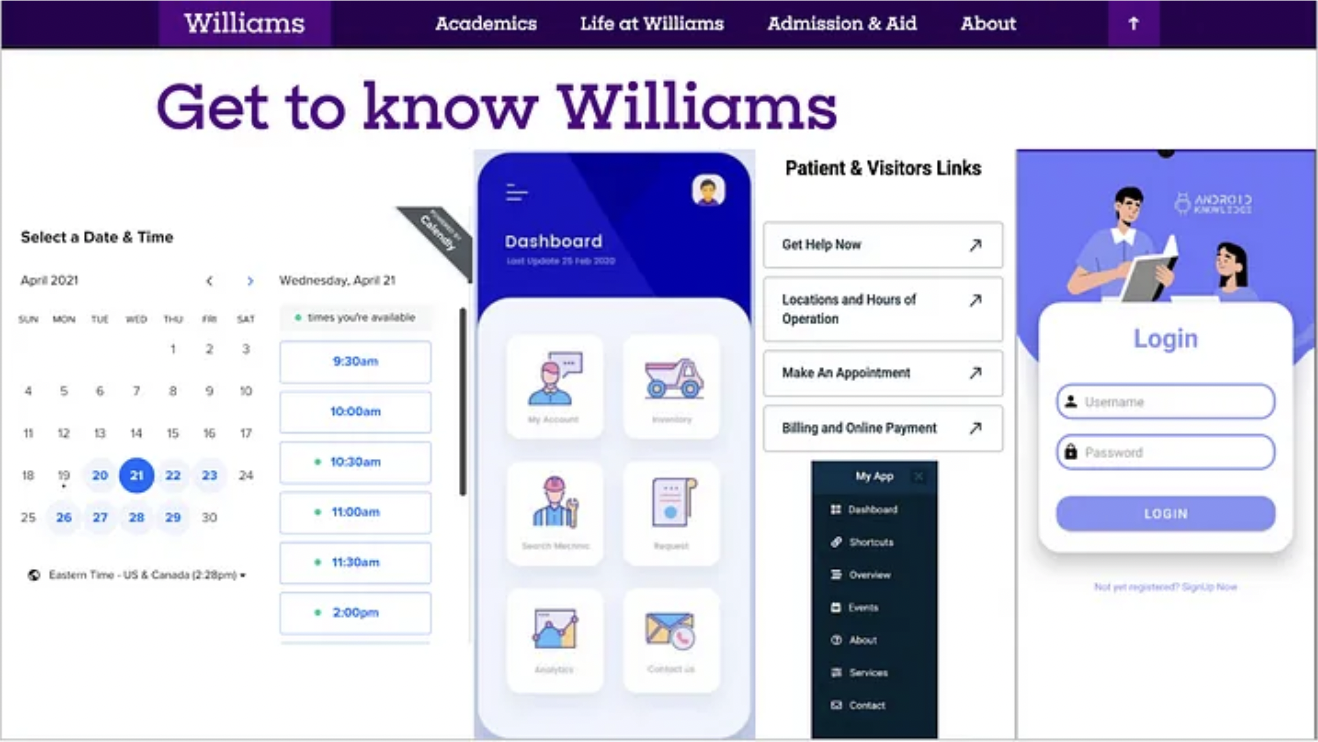 Williams
Academics
Life at Williams
Admission & Aid
About
Get to know Williams
Select a Date & Time
POWERED BY
Calendly
April 2021
SUN MON TUE WED THU FRI SAT
1 2 3
4 5 6 7 8 9 10
11 12 13 14 15 16 17
18 19 20 21 22 23 24
25 26 27 28 29 30
Eastern Time - US & Canada (2:28pm)
Wednesday, April 21
times you're available
9:30am
10:00am
10:30am
11:00am
11:30am
2:00pm
Dashboard
Last Update 25 Feb 2020
My Account
Inventory
Search Mecinic
Request
Analytics
Contact us
Patient & Visitors Links
Get Help Now
Locations and Hours of
Operation
Make An Appointment
Billing and Online Payment
My App
Dashboard
Shortcuts
Overview
Events
About
Services
Contact
ANDROID
KNOWLEDGE
Login
Username
Password
LOGIN
Not yet registered? SignUp Now